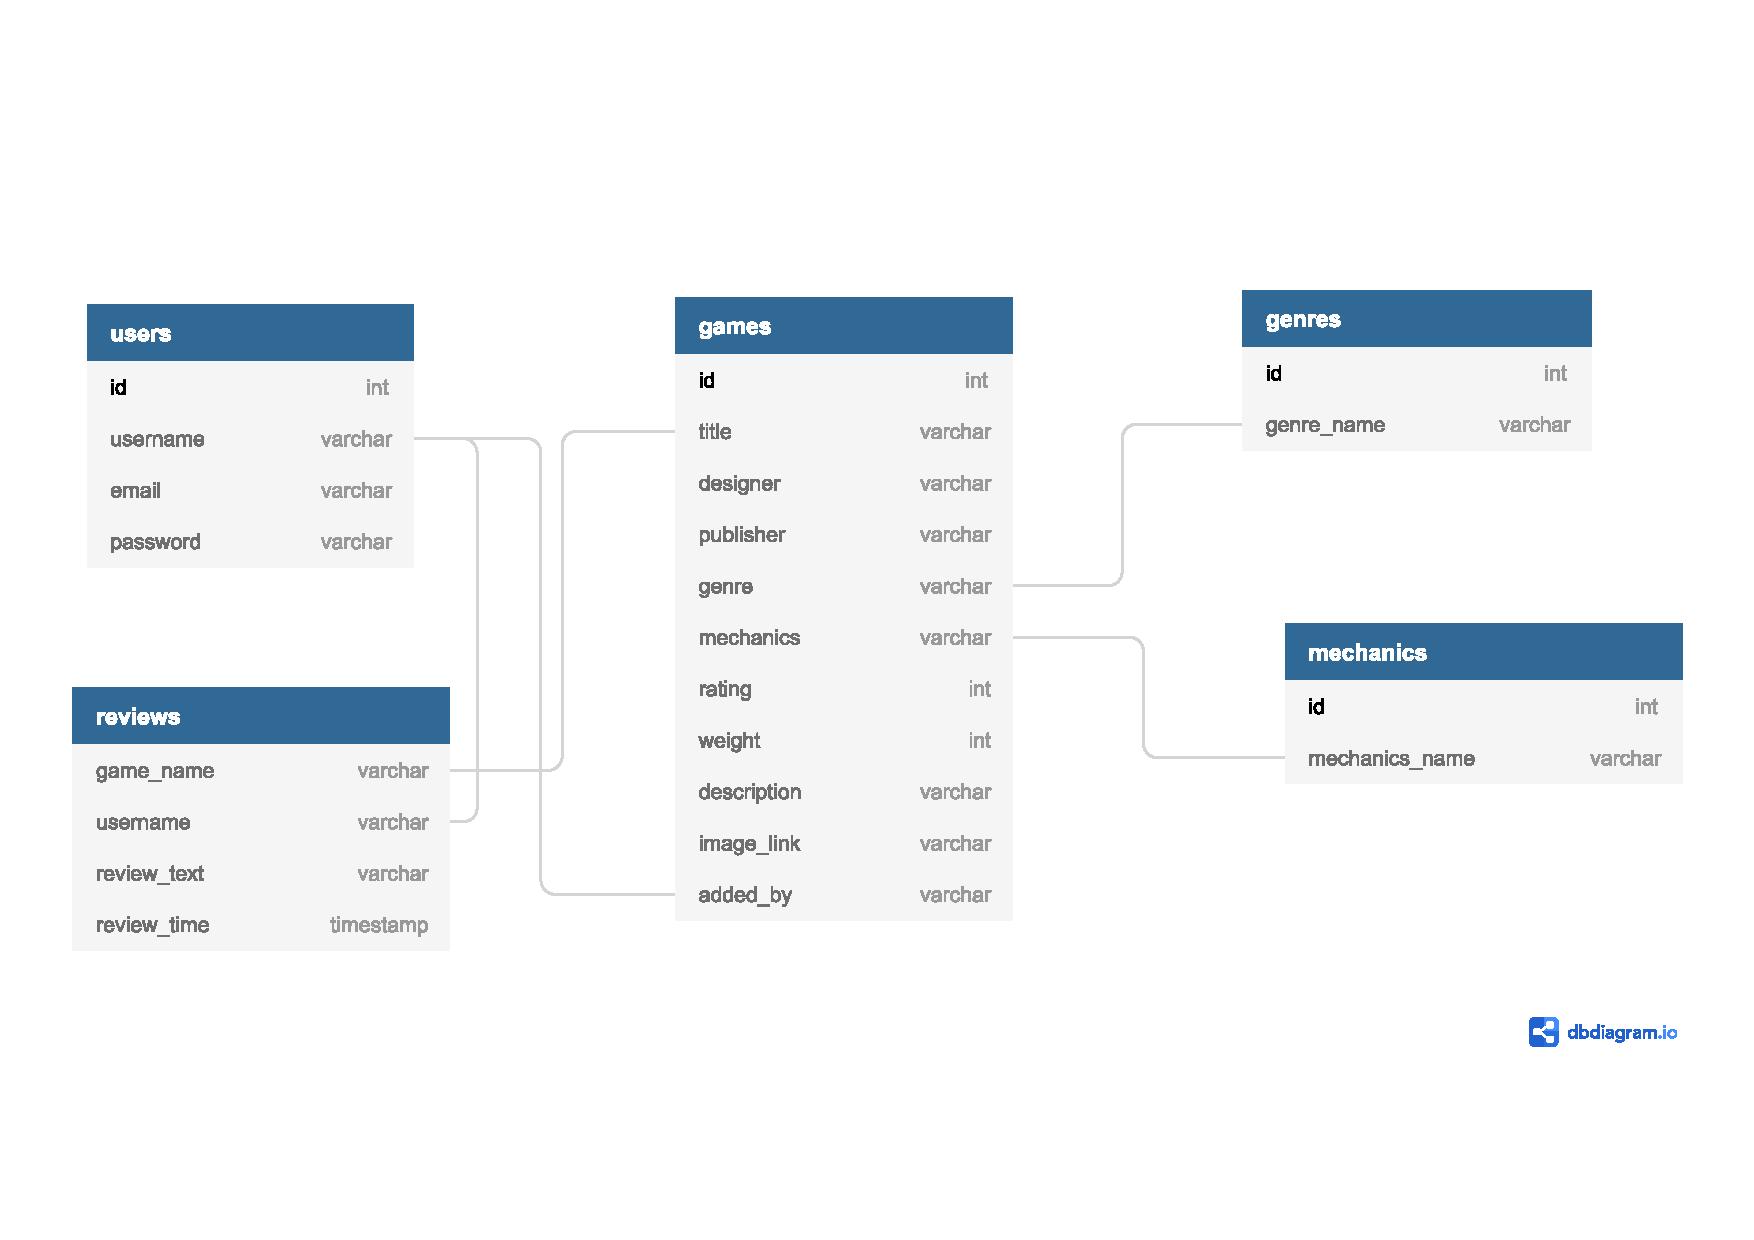 users
id int
username varchar
email varchar
password varchar
reviews
game_name varchar
username varchar
review_text varchar
review_time timestamp
games
id int
title varchar
designer varchar
publisher varchar
genre varchar
mechanics varchar
rating int
weight int
description varchar
image_link varchar
added_by varchar
genres
id int
genre_name varchar
mechanics
id int
mechanics_name varchar
dbdiagram.io